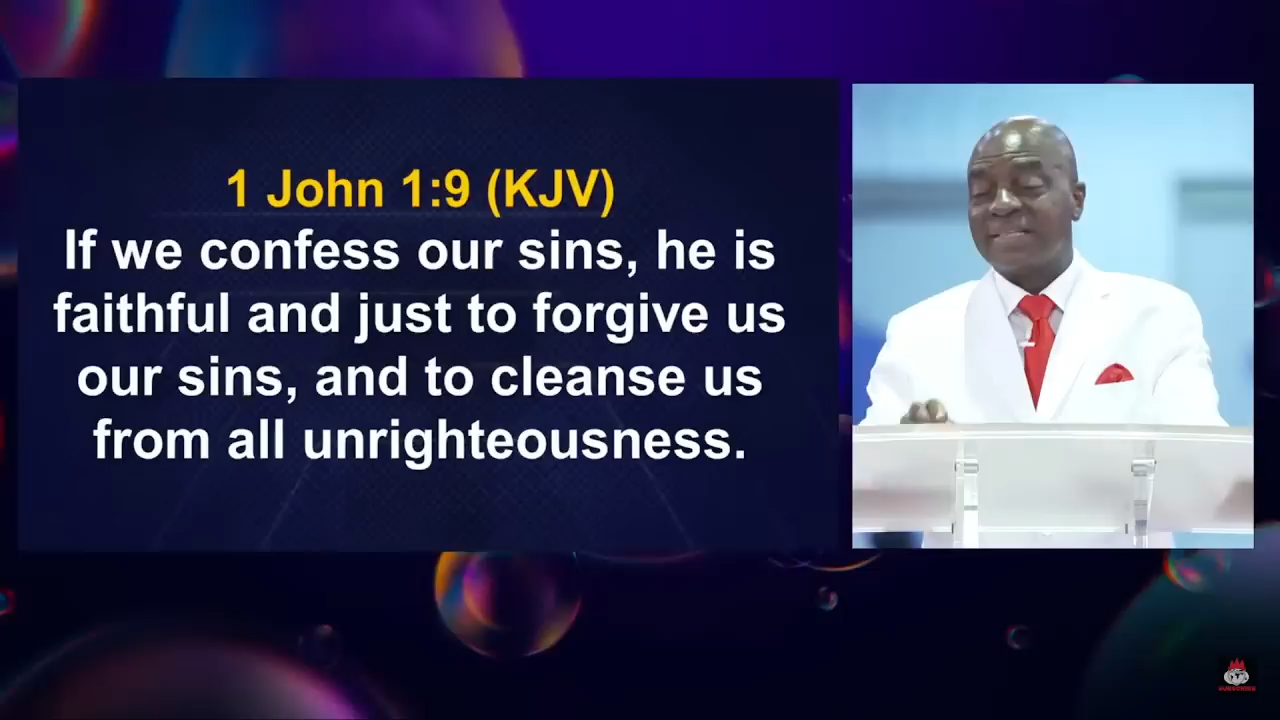 1 John 1:9 (KJV)
If we confess our sins, he is
faithful and just to forgive us
our sins, and to cleanse us
from all unrighteousness.
SUBSCRIBE